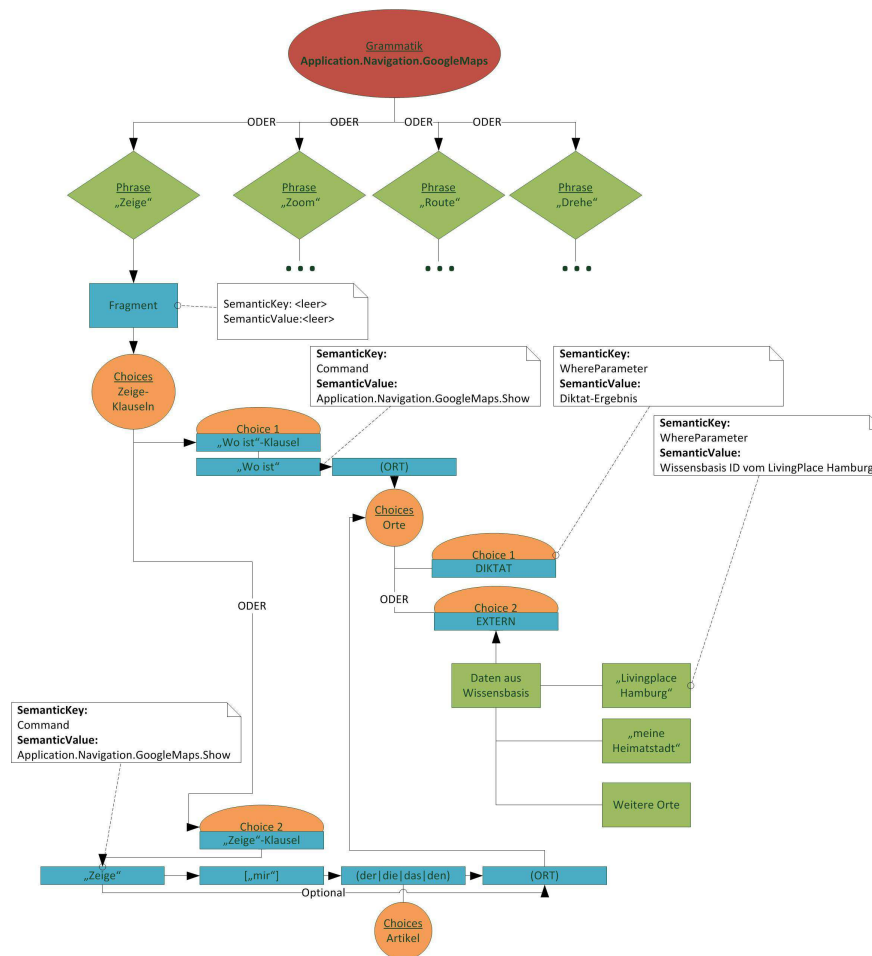 Grammatik
Application.Navigation.GoogleMaps
ODER
ODER
ODER
ODER
Phrase
„Zeige“
Phrase
„Zoom“
Phrase
„Route“
Phrase
„Drehe“
Fragment
SemanticKey: <leer>
SemanticValue:<leer>
Choices
Zeige-
Klauseln
SemanticKey:
Command
SemanticValue:
Application.Navigation.GoogleMaps.Show
SemanticKey:
WhereParameter
SemanticValue:
Diktat-Ergebnis
SemanticKey:
WhereParameter
SemanticValue:
Wissensbasis ID vom LivingPlace Hamburg
Choice 1
„Wo ist“-Klausel
„Wo ist“
(ORT)
Choices
Orte
Choice 1
DIKTAT
ODER
ODER
Choice 2
EXTERN
Daten aus
Wissensbasis
„Livingplace
Hamburg“
„meine
Heimatstadt“
Weitere Orte
SemanticKey:
Command
SemanticValue:
Application.Navigation.GoogleMaps.Show
Choice 2
„Zeige“-Klausel
„Zeige“
[„mir“]
(der|die|das|den)
(ORT)
Optional
Choices
Artikel